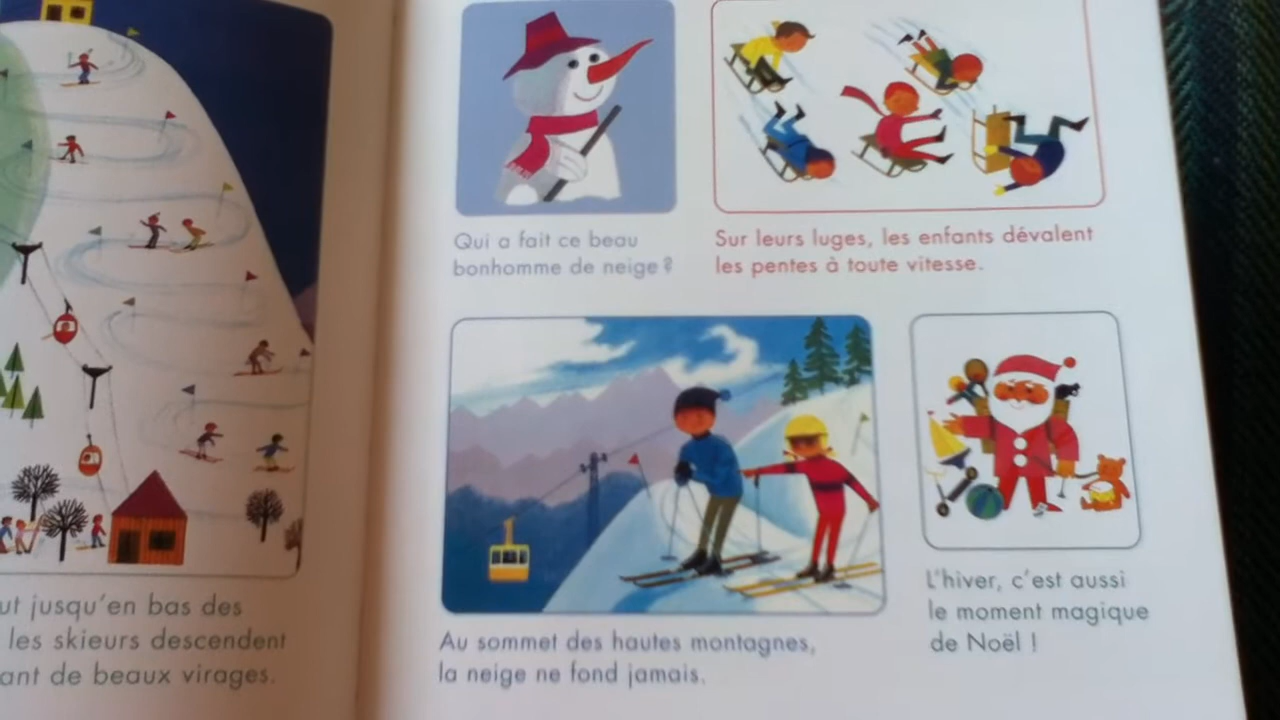 ut jusqu'en bas des
les skieurs descendent
ant de beaux virages.
Qui a fait ce beau
bonhomme de neige ?
Sur leurs luges, les enfants dévalent
les pentes à toute vitesse.
Au sommet des hautes montagnes,
la neige ne fond jamais.
L'hiver, c'est aussi
le moment magique
de Noël !